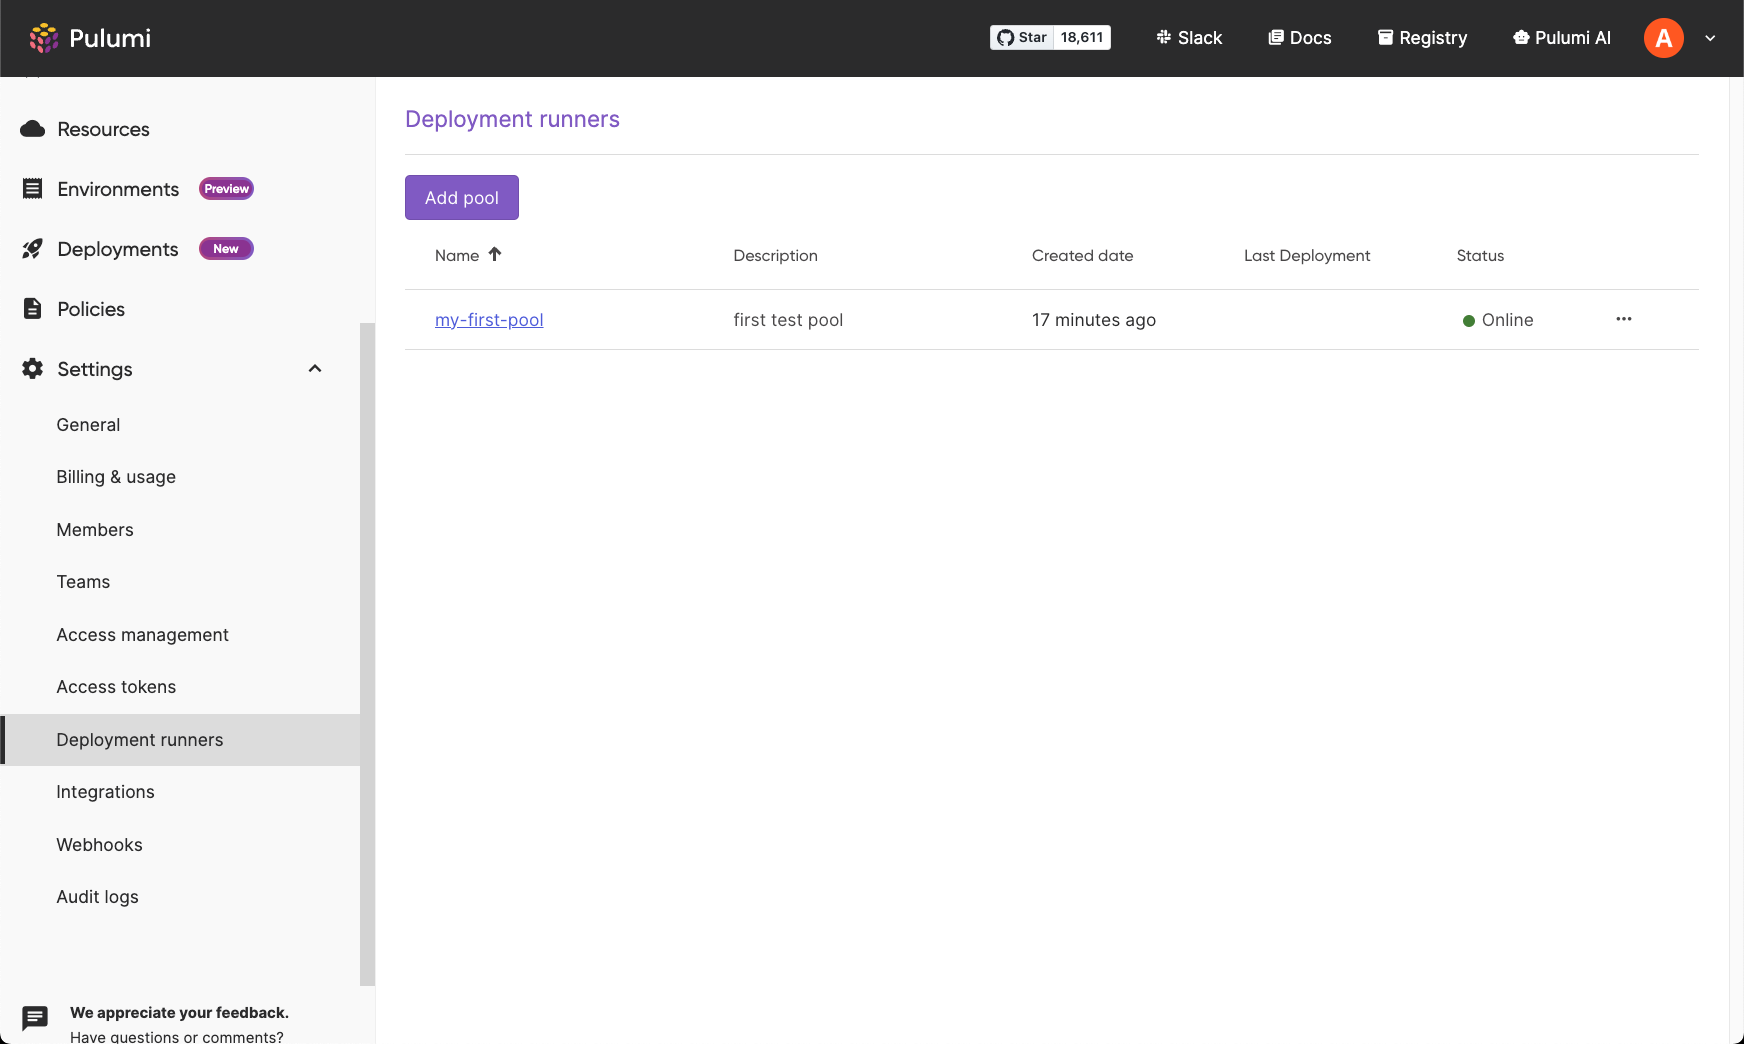 Pulumi
Star 18,611
Slack
Docs
Registry
Pulumi AI
A
Resources
Environments Preview
Deployments New
Policies
Settings
General
Billing & usage
Members
Teams
Access management
Access tokens
Deployment runners
Integrations
Webhooks
Audit logs
We appreciate your feedback.
Have questions or comments?
Deployment runners
Add pool
Name Description Created date Last Deployment Status
my-first-pool first test pool 17 minutes ago Online